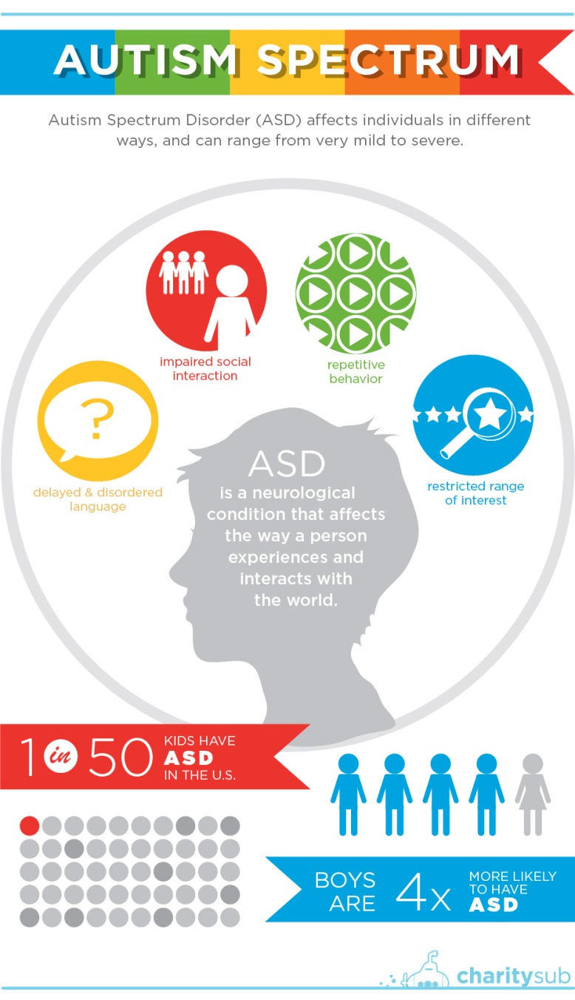 AUTISM SPECTRUM
Autism Spectrum Disorder (ASD) affects individuals in different
ways, and can range from very mild to severe.
impaired social
interaction
repetitive
behavior
?
delayed & disordered
language
restricted range
of interest
ASD
is a neurological
condition that affects
the way a person
experiences and
interacts with
the world.
1 in 50
KIDS HAVE
ASD
IN THE U.S.
BOYS
ARE
4x
MORE LIKELY
TO HAVE
ASD
charitysub